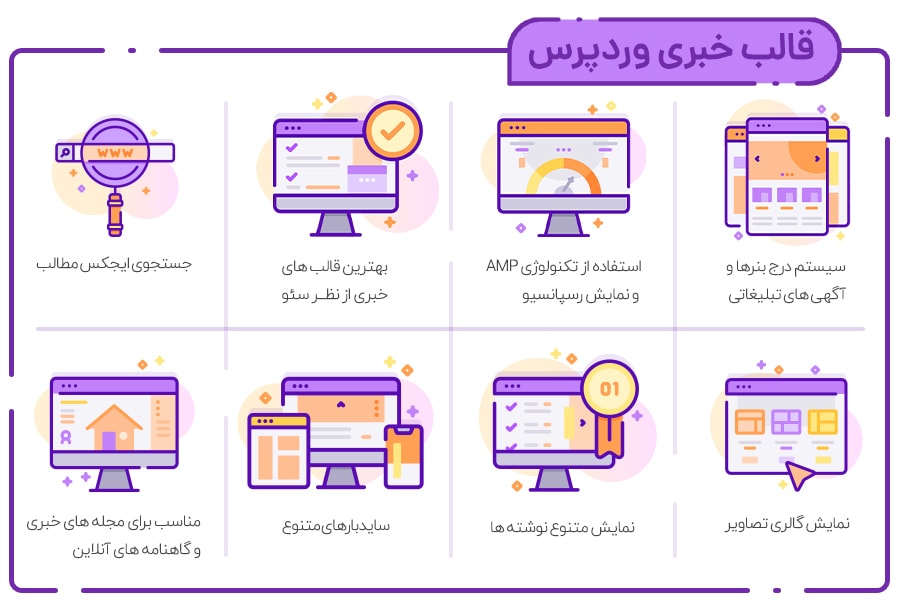 قالب خبری وردپرس
سیستم درج بنرها و
آگهی های تبلیغاتی
استفاده از تکنولوژی AMP
و نمایش رسپانسیو
بهترین قالب های
خبری از نظر سئو
WWW
جستجوی ایجکس مطالب
نمایش گالری تصاویر
01
نمایش متنوع نوشته ها
سایدبارهای متنوع
مناسب برای مجله های خبری
و گاهنامه های آنلاین